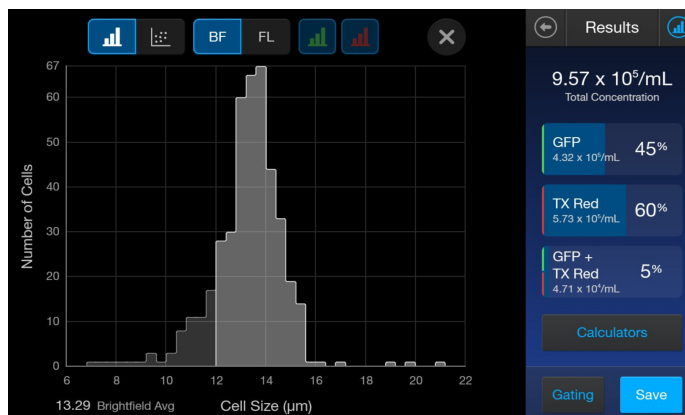 BF
FL
Results
67
60
50
40
30
20
10
0
Number of Cells
6
8
10
12
14
16
18
20
22
13.29 Brightfield Avg
Cell Size (µm)
9.57 x 10⁵/mL
Total Concentration
GFP
4.32 x 10⁵/mL
45%
TX Red
5.73 x 10⁵/mL
60%
GFP +
TX Red
4.71 x 10⁴/mL
5%
Calculators
Gating
Save